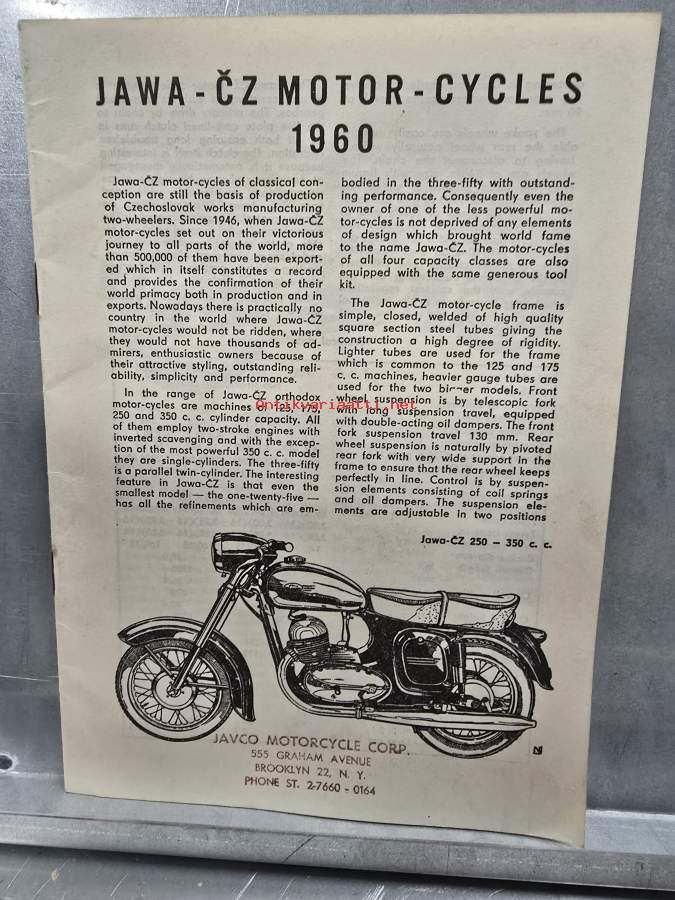 JAWA - ČZ MOTOR - CYCLES
1960
Jawa-ČZ motor-cycles of classical con-
ception are still the basis of production
of Czechoslovak works manufacturing
two-wheelers. Since 1946, when Jawa-ČZ
motor-cycles set out on their victorious
journey to all parts of the world, more
than 500,000 of them have been export-
ed which in itself constitutes a record
and provides the confirmation of their
world primacy both in production and in
exports. Nowadays there is practically no
country in the world where Jawa-ČZ
motor-cycles would not be ridden, where
they would not have thousands of ad-
mirers, enthusiastic owners because of
their attractive styling, outstanding reli-
ability, simplicity and performance.
In the range of Jawa-ČZ orthodox
motor-cycles are machines of 125, 175,
250 and 350 c. c. cylinder capacity. All
of them employ two-stroke engines with
inverted scavenging and with the excep-
tion of the most powerful 350 c. c. model
they are single-cylinders. The three-fifty
is a parallel twin-cylinder. The interesting
feature in Jawa-ČZ is that even the
smallest model — the one-twenty-five —
has all the refinements which are em-
bodied in the three-fifty with outstand-
ing performance. Consequently even the
owner of one of the less powerful mo-
tor-cycles is not deprived of any elements
of design which brought world fame
to the name Jawa-ČZ. The motor-cycles
of all four capacity classes are also
equipped with the same generous tool
kit.
The Jawa-ČZ motor-cycle frame is
simple, closed, welded of high quality
square section steel tubes giving the
construction a high degree of rigidity.
Lighter tubes are used for the frame
which is common to the 125 and 175
c. c. machines, heavier gauge tubes are
used for the two bigger models. Front
wheel suspension is by telescopic fork
with long suspension travel, equipped
with double-acting oil dampers. The front
fork suspension travel 130 mm. Rear
wheel suspension is naturally by pivoted
rear fork with very wide support in the
frame to ensure that the rear wheel keeps
perfectly in line. Control is by suspen-
sion elements consisting of coil springs
and oil dampers. The suspension ele-
ments are adjustable in two positions
Jawa-ČZ 250 — 350 c. c.
Antikvariaatti.net
JAVCO MOTORCYCLE CORP.
555 GRAHAM AVENUE
BROOKLYN 22, N. Y.
PHONE ST. 2-7660 - 0164